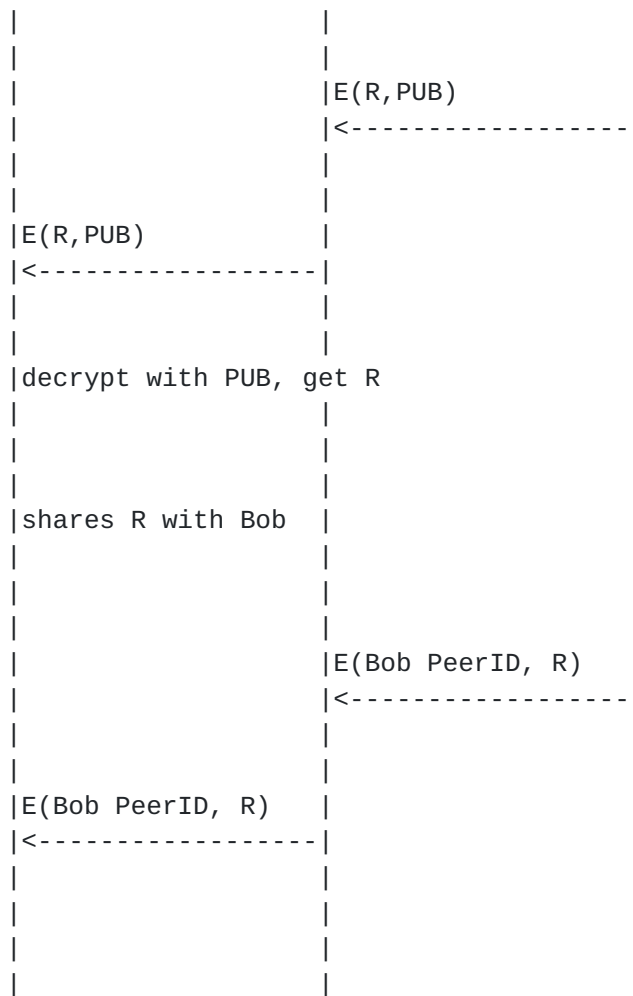 E(R,PUB)
<------------------
E(R,PUB)
<------------------
decrypt with PUB, get R
shares R with Bob
E(Bob PeerID, R)
<------------------
E(Bob PeerID, R)
<------------------